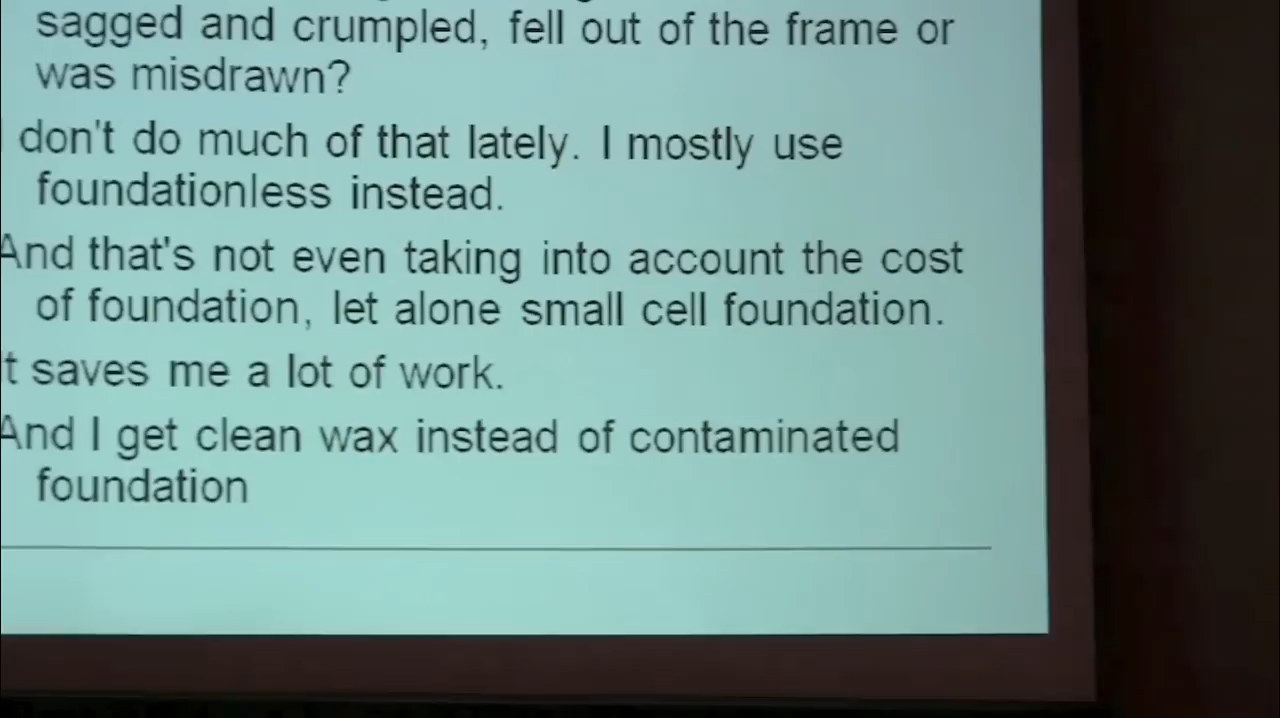 sagged and crumpled, fell out of the frame or
was misdrawn?
don't do much of that lately. I mostly use
foundationless instead.
And that's not even taking into account the cost
of foundation, let alone small cell foundation.
t saves me a lot of work.
And I get clean wax instead of contaminated
foundation